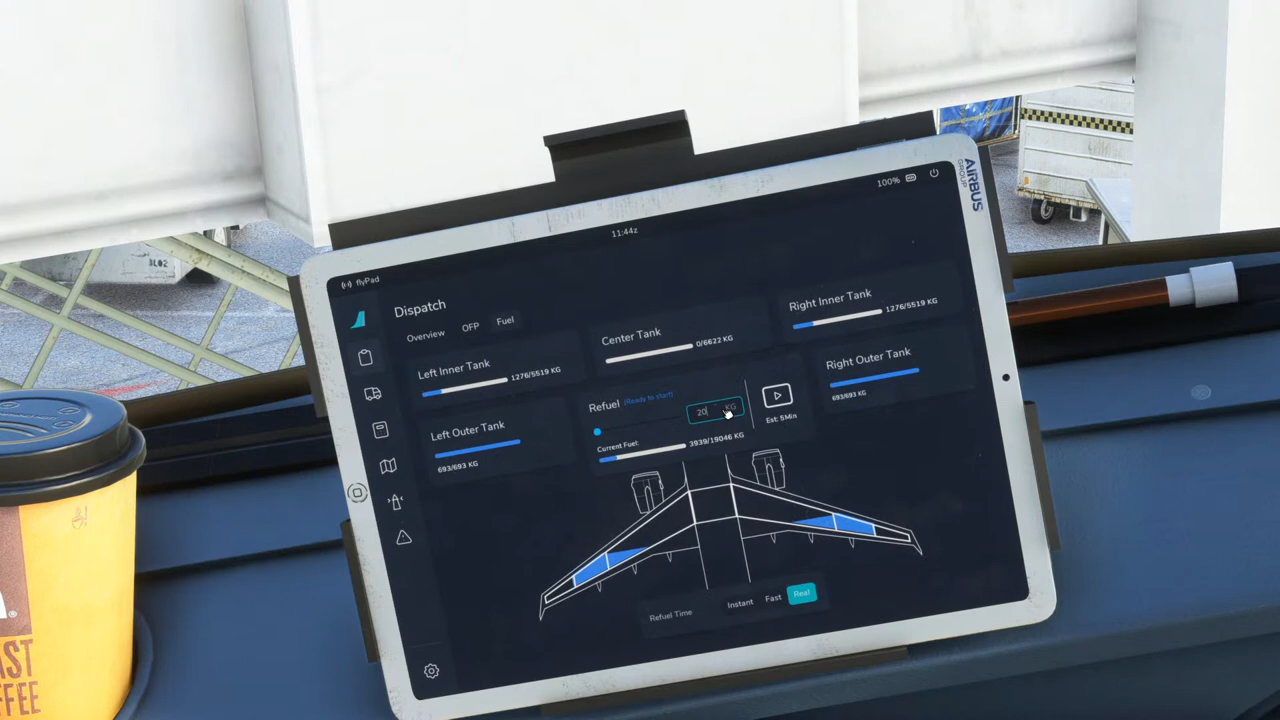 AIRBUS
GROUP
100%
11:44z
flyPad
Dispatch
Overview
OFP
Fuel
Left Inner Tank
1276/5519 KG
Center Tank
0/6622 KG
Right Inner Tank
1276/5519 KG
Left Outer Tank
693/693 KG
Refuel (Ready to start)
20 KG
Current Fuel:
3939/19046 KG
Est: 5Min
Right Outer Tank
693/693 KG
Refuel Time
Instant
Fast
Real